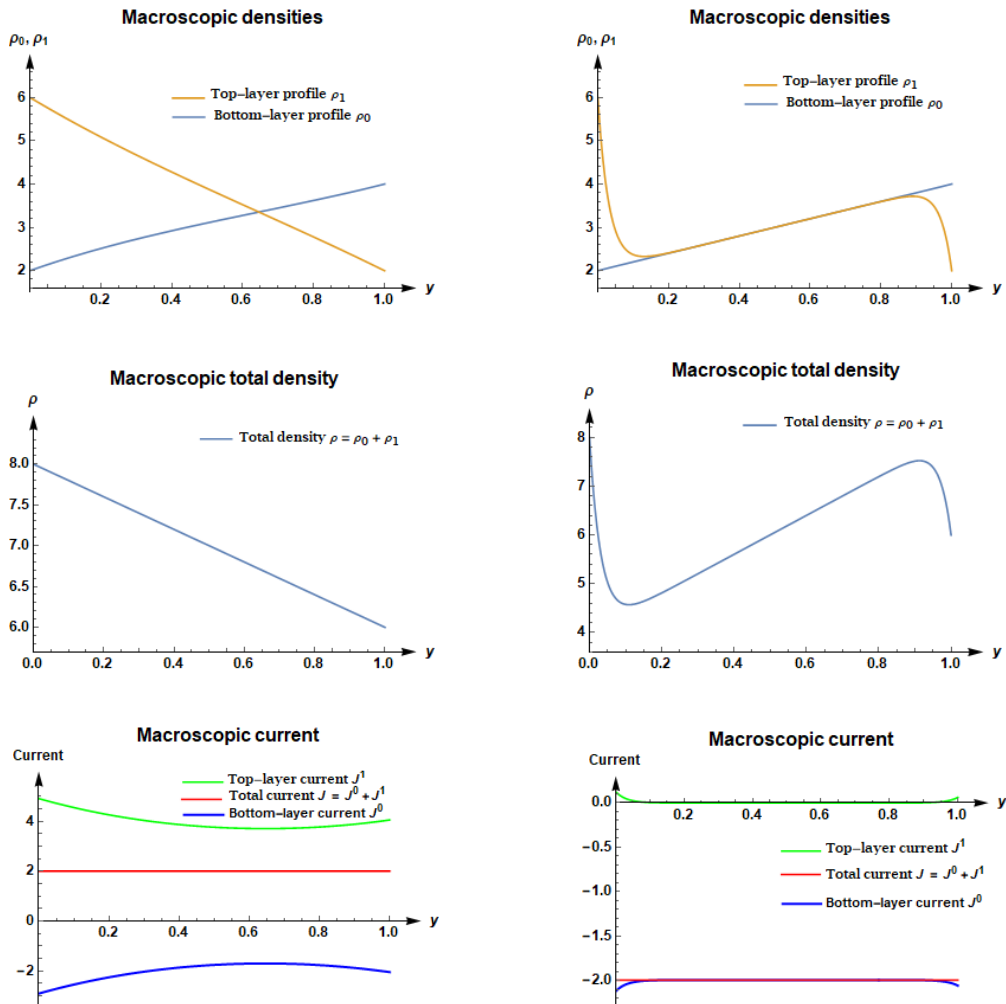 Macroscopic densities
ρ0, ρ1
Top-layer profile ρ1
Bottom-layer profile ρ0
6
5
4
3
2
0.2 0.4 0.6 0.8 1.0 y
Macroscopic densities
ρ0, ρ1
Top-layer profile ρ1
Bottom-layer profile ρ0
6
5
4
3
2
0.2 0.4 0.6 0.8 1.0 y
Macroscopic total density
ρ
Total density ρ = ρ0 + ρ1
8.0
7.5
7.0
6.5
6.0
0.0 0.2 0.4 0.6 0.8 1.0 y
Macroscopic total density
ρ
Total density ρ = ρ0 + ρ1
8
7
6
5
4
0.0 0.2 0.4 0.6 0.8 1.0 y
Macroscopic current
Current
Top-layer current J1
Total current J = J0 + J1
Bottom-layer current J0
4
2
0
0.2 0.4 0.6 0.8 1.0 y
-2
Macroscopic current
Current
0.0
0.2 0.4 0.6 0.8 1.0 y
-0.5
Top-layer current J1
Total current J = J0 + J1
-1.0
Bottom-layer current J0
-1.5
-2.0